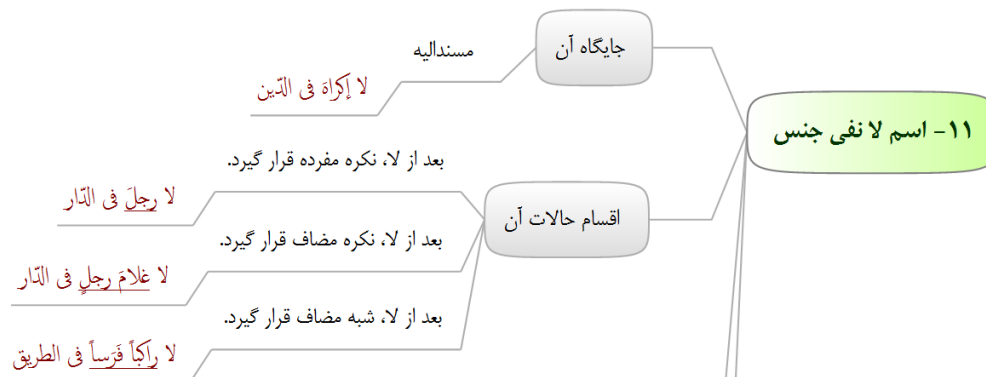 ۱۱- اسم لا نفی جنس
جایگاه آن
مسندالیه
لا إکراهَ فی الدّین
اقسام حالات آن
بعد از لا، نکره مفرده قرار گیرد.
لا رجلَ فی الدّار
بعد از لا، نکره مضاف قرار گیرد.
لا غلامَ رجلٍ فی الدّار
بعد از لا، شبه مضاف قرار گیرد.
لا راکباً فَرَساً فی الطریق